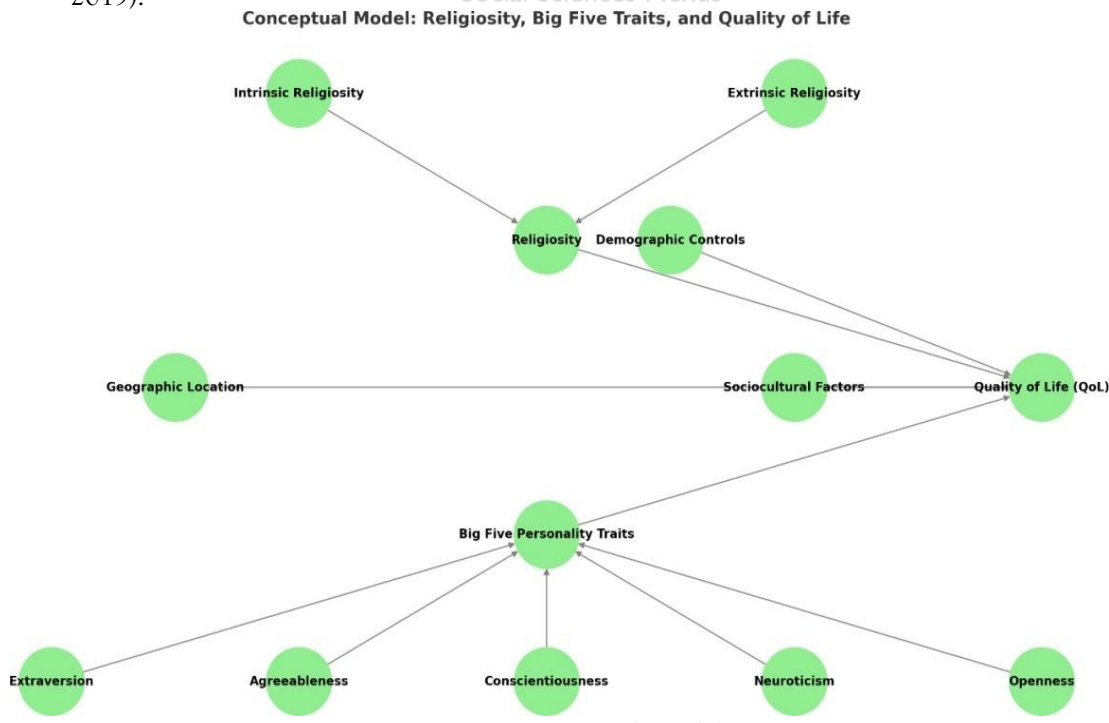 2019).
Conceptual Model: Religiosity, Big Five Traits, and Quality of Life
Intrinsic Religiosity
Extrinsic Religiosity
Religiosity
Demographic Controls
Geographic Location
Sociocultural Factors
Quality of Life (QoL)
Big Five Personality Traits
Extraversion
Agreeableness
Conscientiousness
Neuroticism
Openness